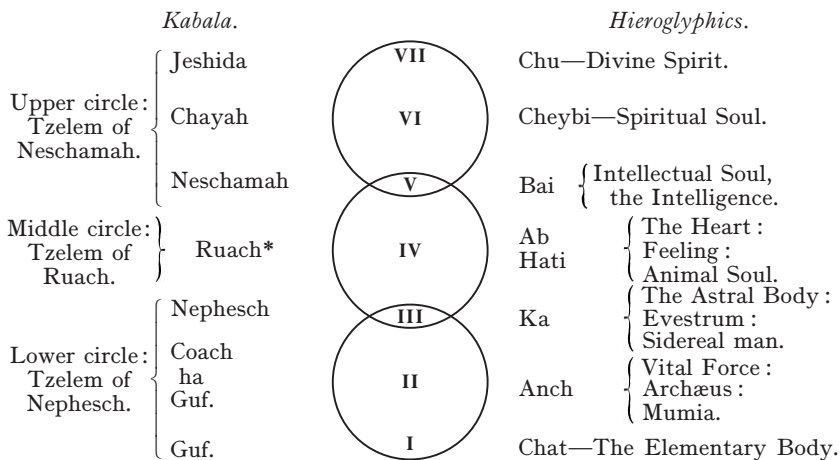 Kabala.
Hieroglyphics.
Upper circle:
Tzelem of
Neschamah.
Jeshida
Chayah
Neschamah
VII
VI
V
Chu—Divine Spirit.
Cheybi—Spiritual Soul.
Bai
Intellectual Soul,
the Intelligence.
Middle circle:
Tzelem of
Ruach.
Ruach*
IV
Ab
Hati
The Heart:
Feeling:
Animal Soul.
Lower circle:
Tzelem of
Nephesch.
Nephesch
Coach
ha
Guf.
Guf.
III
II
I
Ka
The Astral Body:
Evestrum:
Sidereal man.
Anch
Vital Force:
Archæus:
Mumia.
Chat—The Elementary Body.